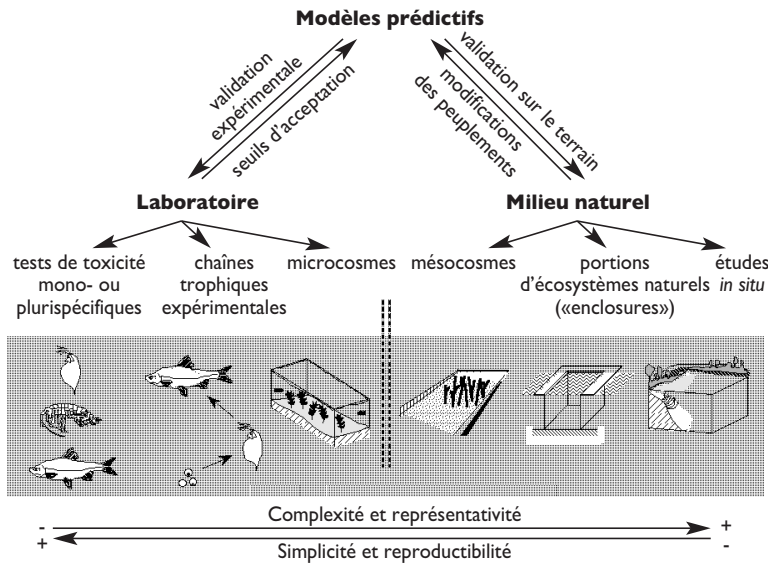 Modèles prédictifs
validation
expérimentale
seuils d'acceptation
validation sur le terrain
modifications
des peuplements
Laboratoire
Milieu naturel
tests de toxicité
mono- ou
plurispécifiques
chaînes
trophiques
expérimentales
microcosmes
mésocosmes
portions
d'écosystèmes naturels
(«enclosures»)
études
in situ
- Complexité et représentativité +
+ Simplicité et reproductibilité -